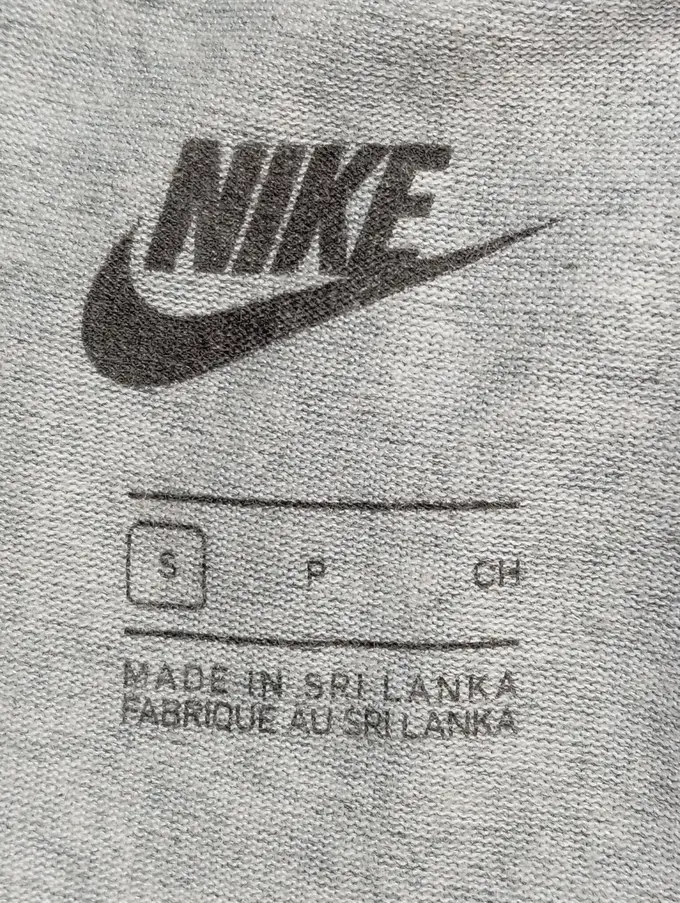 NIKE
S P CH
MADE IN SRI LANKA
FABRIQUE AU SRI LANKA